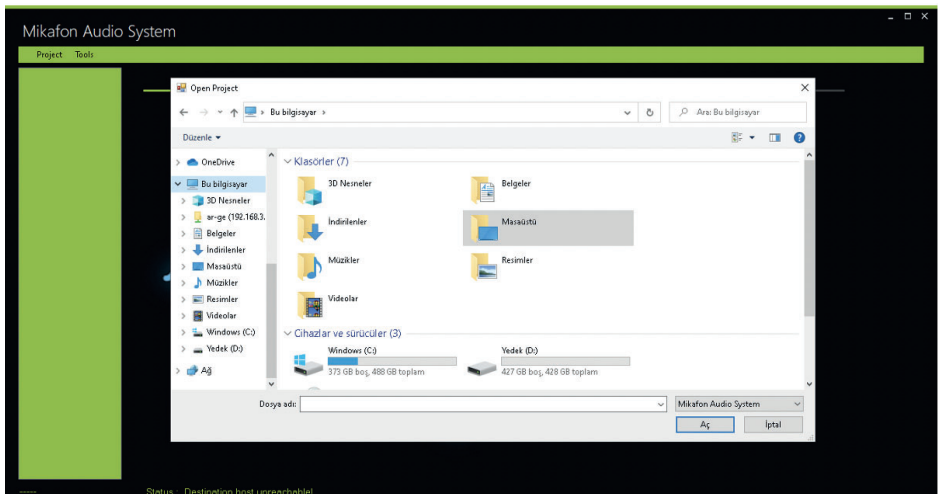 Mikafon Audio System
Project Tools
Open Project
Bu bilgisayar
Ara: Bu bilgisayar
Düzenle
OneDrive
Bu bilgisayar
3D Nesneler
ar-ge (192.168.3.
Belgeler
İndirilenler
Masaüstü
Müzikler
Resimler
Videolar
Windows (C:)
Yedek (D:)
Ağ
Klasörler (7)
3D Nesneler
Belgeler
İndirilenler
Masaüstü
Müzikler
Resimler
Videolar
Cihazlar ve sürücüler (3)
Windows (C:)
373 GB boş, 488 GB toplam
Yedek (D:)
427 GB boş, 428 GB toplam
Dosya adı:
Mikafon Audio System
Aç
İptal
-----
Status : Destination host unreachable!